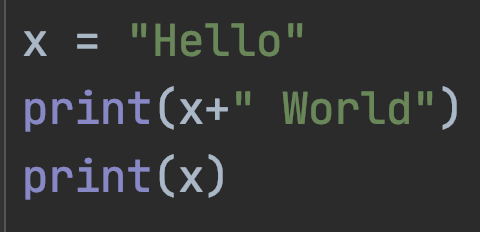 x = "Hello"
print(x+" World")
print(x)